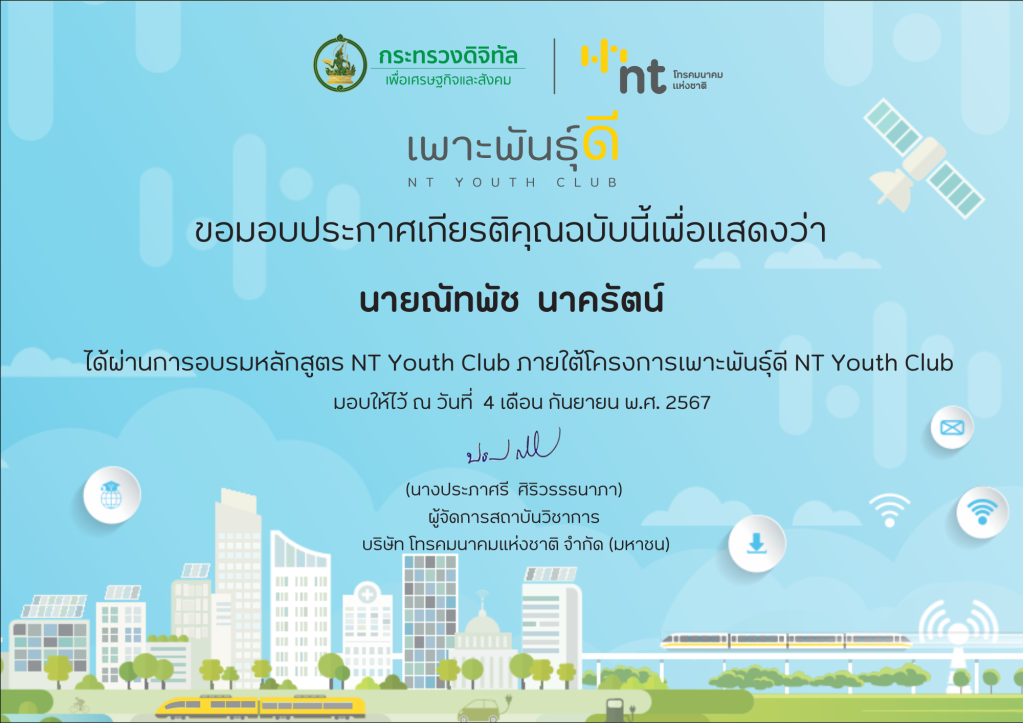 กระทรวงดิจิทัล
เพื่อเศรษฐกิจและสังคม
nt โทรคมนาคม
แห่งชาติ
เพาะพันธุ์ดี
NT YOUTH CLUB
ขอมอบประกาศเกียรติคุณฉบับนี้เพื่อแสดงว่า
นายณัทพัช นาครัตน์
ได้ผ่านการอบรมหลักสูตร NT Youth Club ภายใต้โครงการเพาะพันธุ์ดี NT Youth Club
มอบให้ไว้ ณ วันที่ 4 เดือน กันยายน พ.ศ. 2567
(นางประภาศรี ศิริวรรธนาภา)
ผู้จัดการสถาบันวิชาการ
บริษัท โทรคมนาคมแห่งชาติ จำกัด (มหาชน)